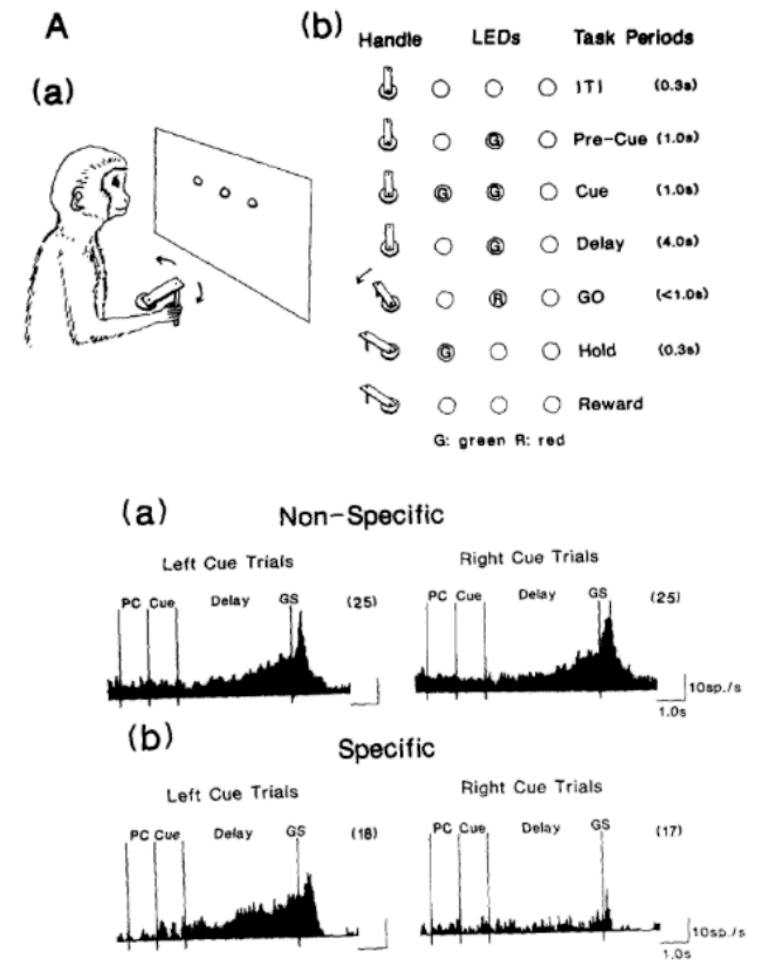 A
(a)
(b) Handle LEDs Task Periods
ITI (0.3s)
G Pre-Cue (1.0s)
G G Cue (1.0s)
G Delay (4.0s)
R GO (<1.0s)
G Hold (0.3s)
Reward
G: green R: red
(a) Non-Specific
Left Cue Trials Right Cue Trials
PC Cue Delay GS (25) PC Cue Delay GS (25)
10sp./s
1.0s
(b) Specific
Left Cue Trials Right Cue Trials
PC Cue Delay GS (18) PC Cue Delay GS (17)
10sp./s
1.0s